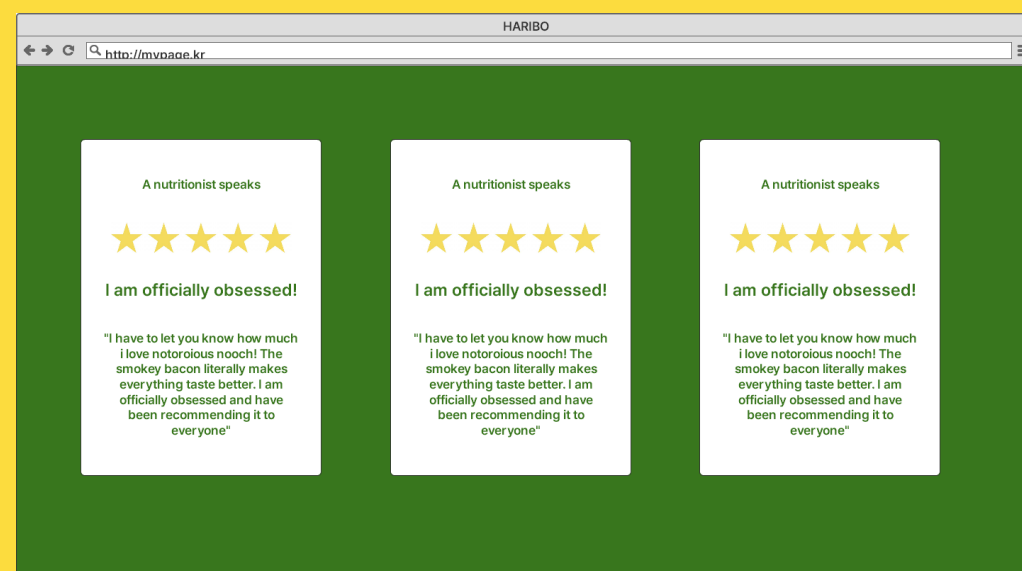 HARIBO
http://mypage.kr
A nutritionist speaks
I am officially obsessed!
"I have to let you know how much
i love notoroious nooch! The
smokey bacon literally makes
everything taste better. I am
officially obsessed and have
been recommending it to
everyone"
A nutritionist speaks
I am officially obsessed!
"I have to let you know how much
i love notoroious nooch! The
smokey bacon literally makes
everything taste better. I am
officially obsessed and have
been recommending it to
everyone"
A nutritionist speaks
I am officially obsessed!
"I have to let you know how much
i love notoroious nooch! The
smokey bacon literally makes
everything taste better. I am
officially obsessed and have
been recommending it to
everyone"